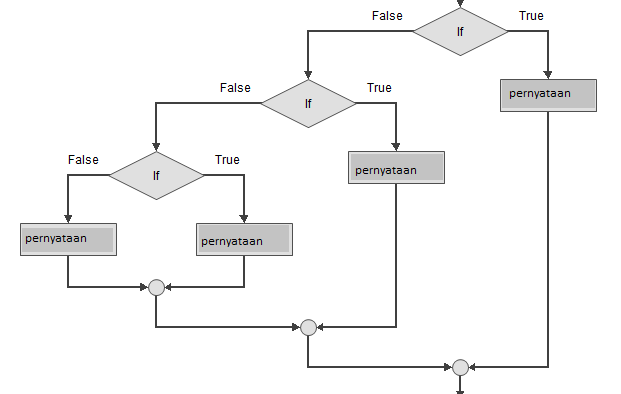 False
True
If
pernyataan
False
True
If
pernyataan
False
True
If
pernyataan
pernyataan